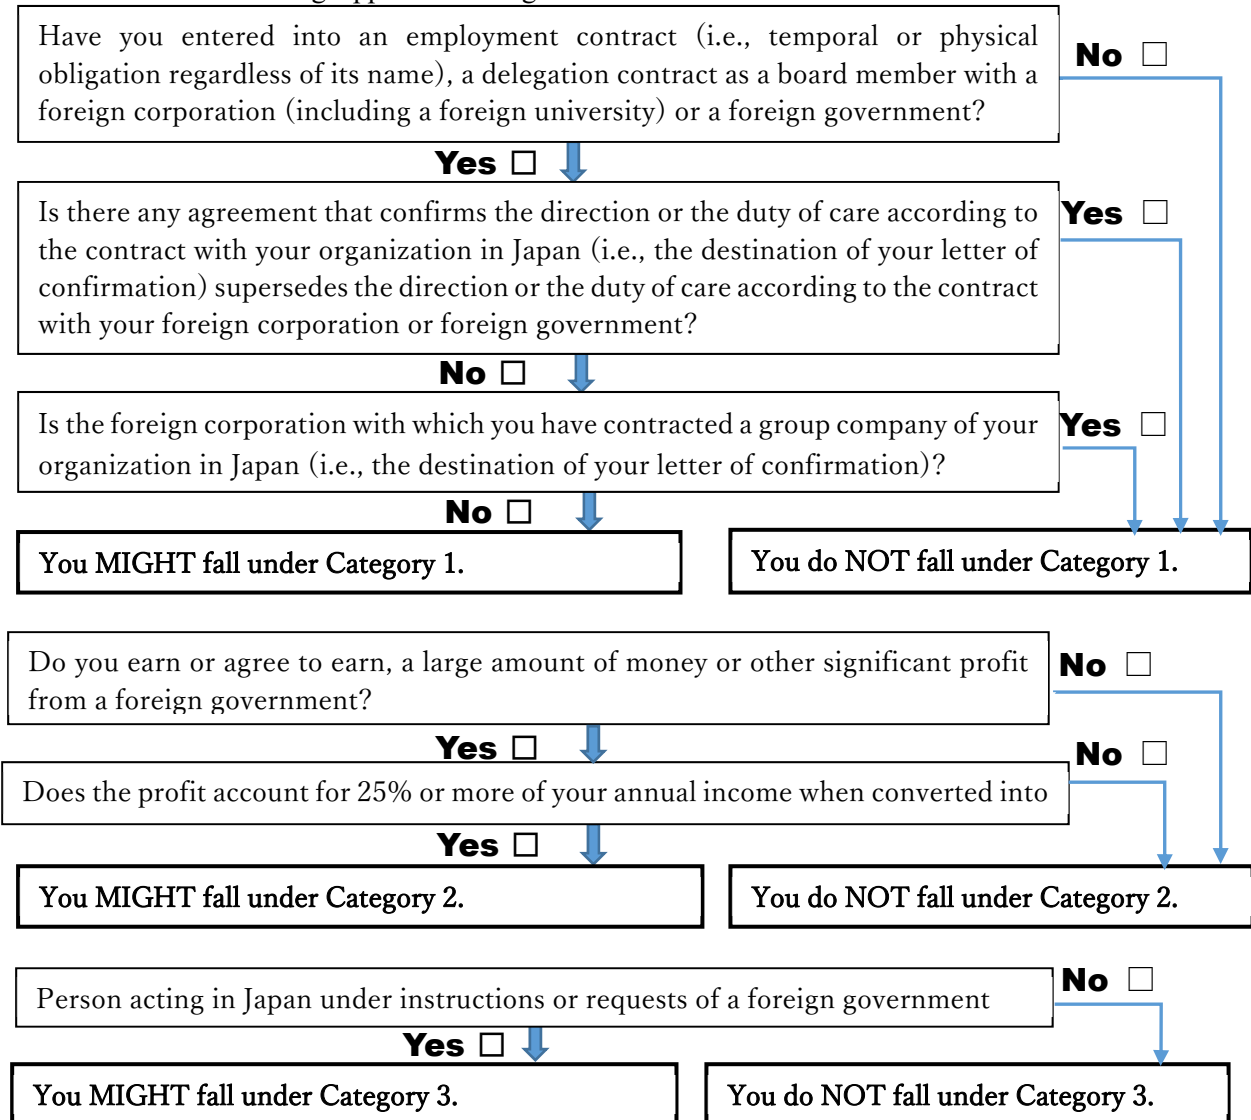 Have you entered into an employment contract (i.e., temporal or physical
obligation regardless of its name), a delegation contract as a board member with a
foreign corporation (including a foreign university) or a foreign government?
No ☐
Yes ☐
Is there any agreement that confirms the direction or the duty of care according to
the contract with your organization in Japan (i.e., the destination of your letter of
confirmation) supersedes the direction or the duty of care according to the contract
with your foreign corporation or foreign government?
Yes ☐
No ☐
Is the foreign corporation with which you have contracted a group company of your
organization in Japan (i.e., the destination of your letter of confirmation)?
Yes ☐
No ☐
You MIGHT fall under Category 1.
You do NOT fall under Category 1.
Do you earn or agree to earn, a large amount of money or other significant profit
from a foreign government?
No ☐
Yes ☐
Does the profit account for 25% or more of your annual income when converted into
No ☐
Yes ☐
You MIGHT fall under Category 2.
You do NOT fall under Category 2.
Person acting in Japan under instructions or requests of a foreign government
No ☐
Yes ☐
You MIGHT fall under Category 3.
You do NOT fall under Category 3.